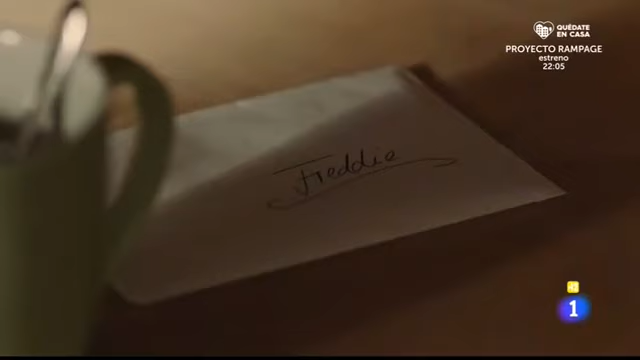 QUÉDATE
EN CASA
PROYECTO RAMPAGE
estreno
22:05
Freddie
1